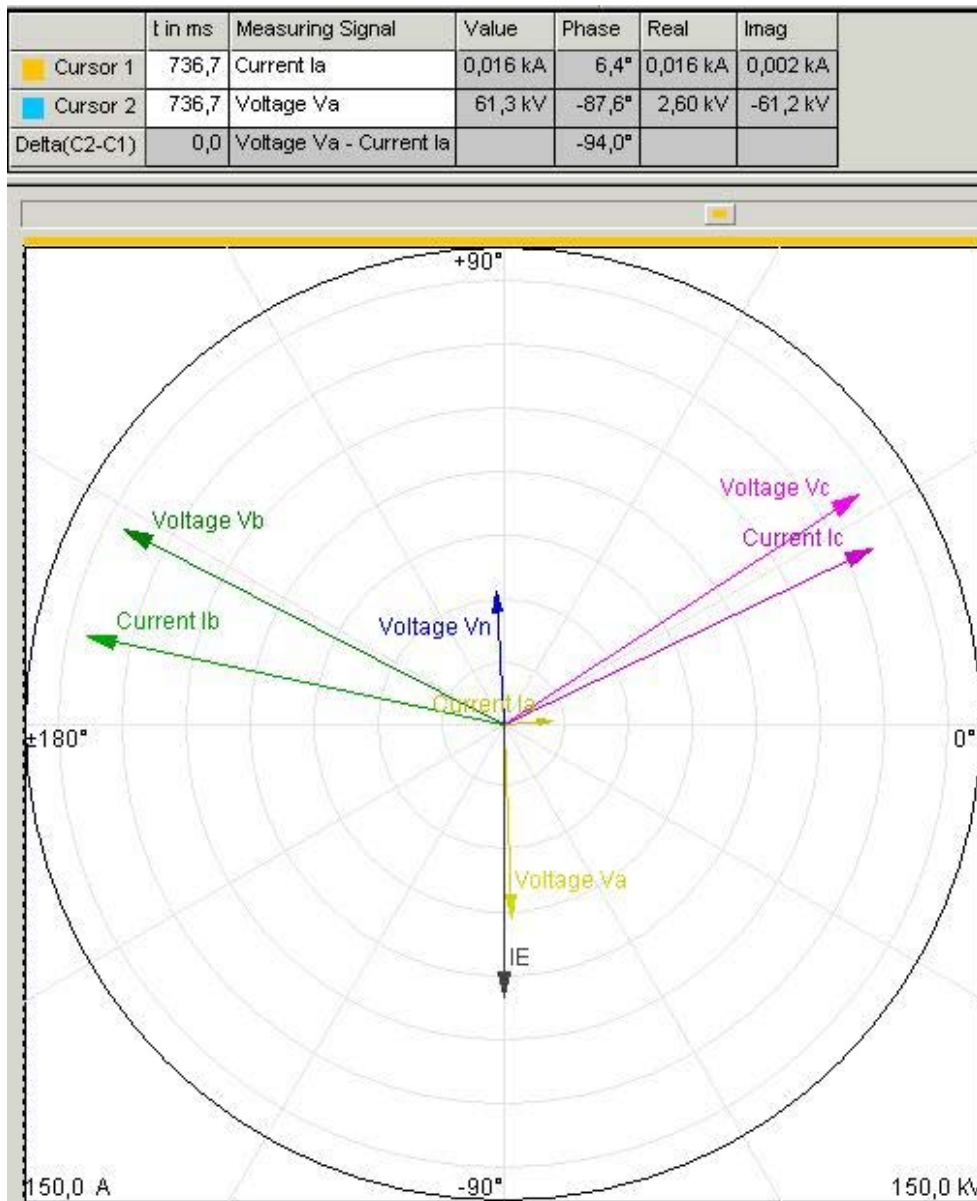 t in ms Measuring Signal Value Phase Real Imag
Cursor 1 736,7 Current Ia 0,016 kA 6,4° 0,016 kA 0,002 kA
Cursor 2 736,7 Voltage Va 61,3 kV -87,6° 2,60 kV -61,2 kV
Delta(C2-C1) 0,0 Voltage Va - Current Ia -94,0°
+90°
Voltage Vc
Voltage Vb
Current Ic
Current Ib
Voltage Vn
Current Ia
±180°
0°
Voltage Va
IE
150,0 A
-90°
150,0 kV